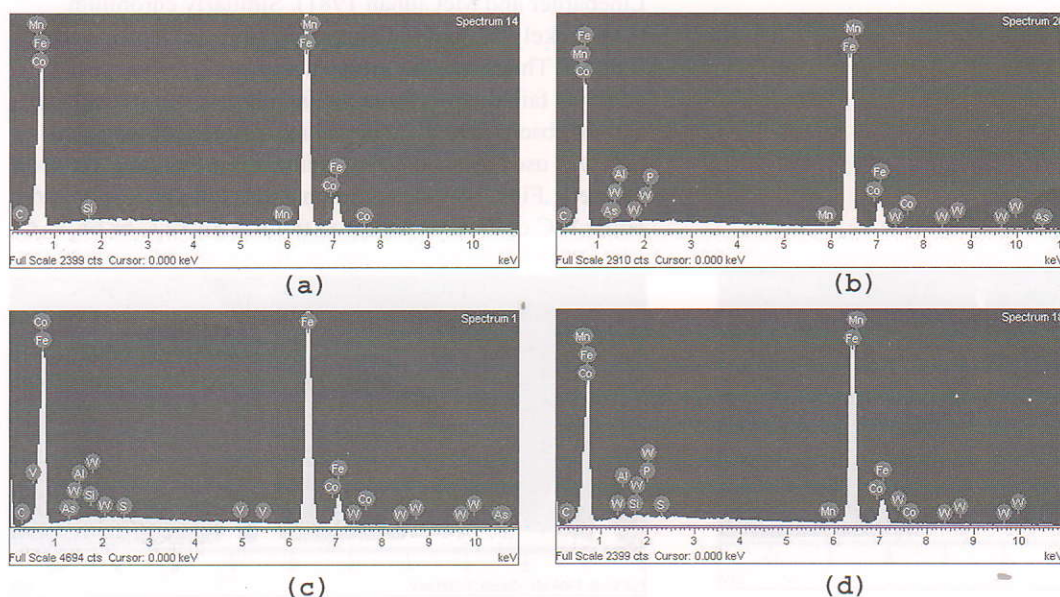 Spectrum 14
Mn
Mn
Fe
Fe
Co
Fe
Co
C
Si
Mn
Co
1 2 3 4 5 6 7 8 9 10
Full Scale 2399 cts Cursor: 0.000 keV
keV
(a)
Mn
Fe
Mn
Fe
Co
Al
P
Fe
W
W
Co
Co
C
As
W
Mn
W
W
W
W
W
As
1 2 3 4 5 6 7 8 9 10
Full Scale 2910 cts Cursor: 0.000 keV
keV
(b)
Spectrum 1
Co
Fe
Fe
W
V
Al
Fe
W
Si
Co
Co
C
As
W
S
V
V
W
W
W
W
W
As
1 2 3 4 5 6 7 8 9 10
Full Scale 4694 cts Cursor: 0.000 keV
keV
(c)
Spectrum 18
Mn
Mn
Fe
Fe
Co
W
Al
P
Fe
W
Co
W
C
W
Si
S
Mn
Co
W
W
W
W
1 2 3 4 5 6 7 8 9 10
Full Scale 2399 cts Cursor: 0.000 keV
keV
(d)